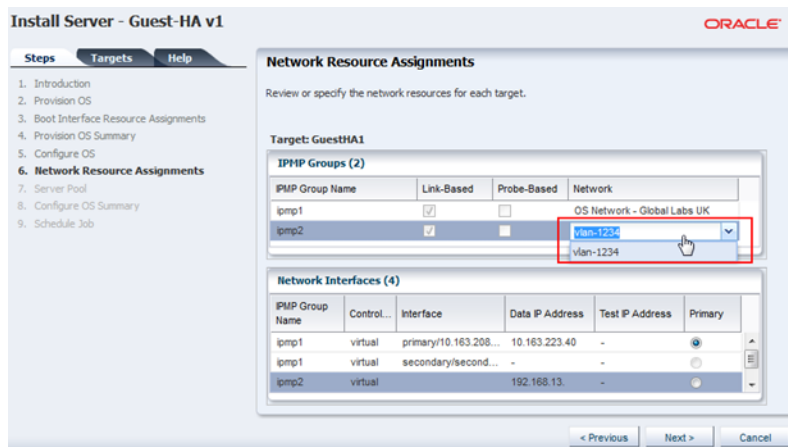 Install Server - Guest-HA v1
ORACLE
Steps Targets Help
1. Introduction
2. Provision OS
3. Boot Interface Resource Assignments
4. Provision OS Summary
5. Configure OS
6. Network Resource Assignments
7. Server Pool
8. Configure OS Summary
9. Schedule Job
Network Resource Assignments
Review or specify the network resources for each target.
Target: GuestHA1
IPMP Groups (2)
IPMP Group Name Link-Based Probe-Based Network
ipmp1 OS Network - Global Labs UK
ipmp2 vlan-1234
vlan-1234
Network Interfaces (4)
IPMP Group Name Control... Interface Data IP Address Test IP Address Primary
ipmp1 virtual primary/10.163.208... 10.163.223.40 -
ipmp1 virtual secondary/second... - -
ipmp2 virtual 192.168.13. -
< Previous Next > Cancel